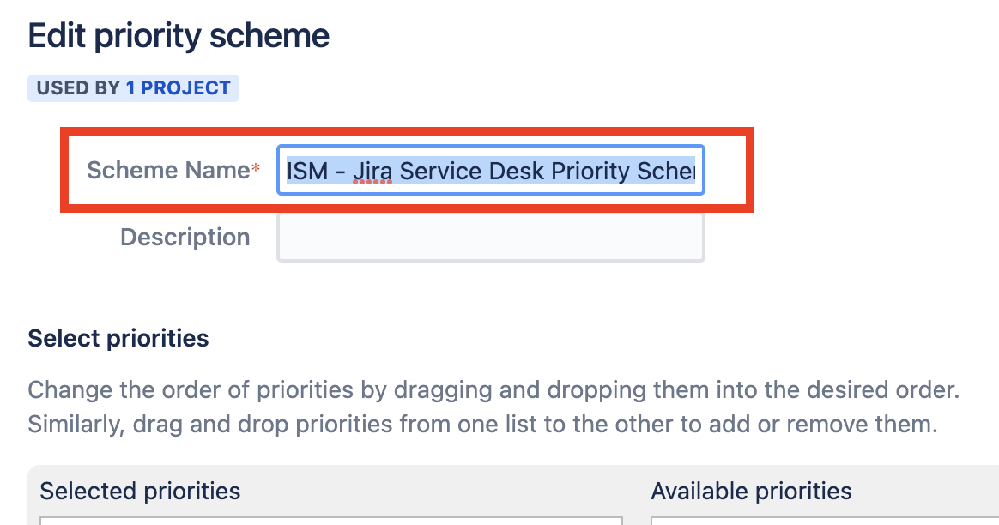 Edit priority scheme
USED BY 1 PROJECT
Scheme Name*
ISM - Jira Service Desk Priority
Description
Select priorities
Change the order of priorities by dragging and dropping them into the desired order.
Similarly, drag and drop priorities from one list to the other to add or remove them.
Selected priorities
Available priorities